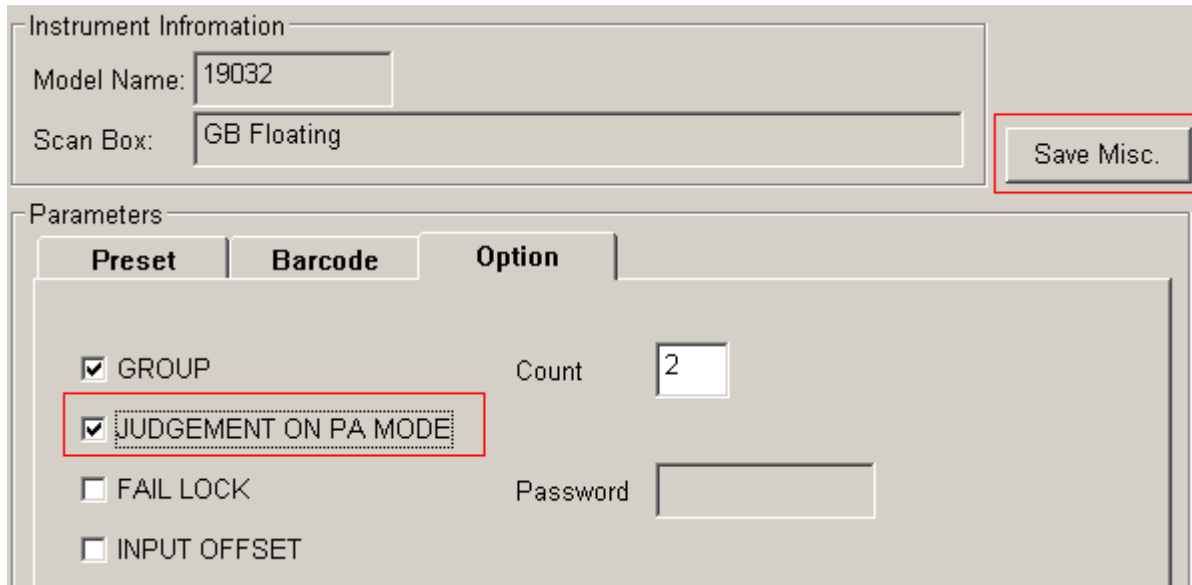 Instrument Infromation
Model Name: 19032
Scan Box: GB Floating
Save Misc.
Parameters
Preset Barcode Option
GROUP Count 2
JUDGEMENT ON PA MODE
FAIL LOCK Password
INPUT OFFSET